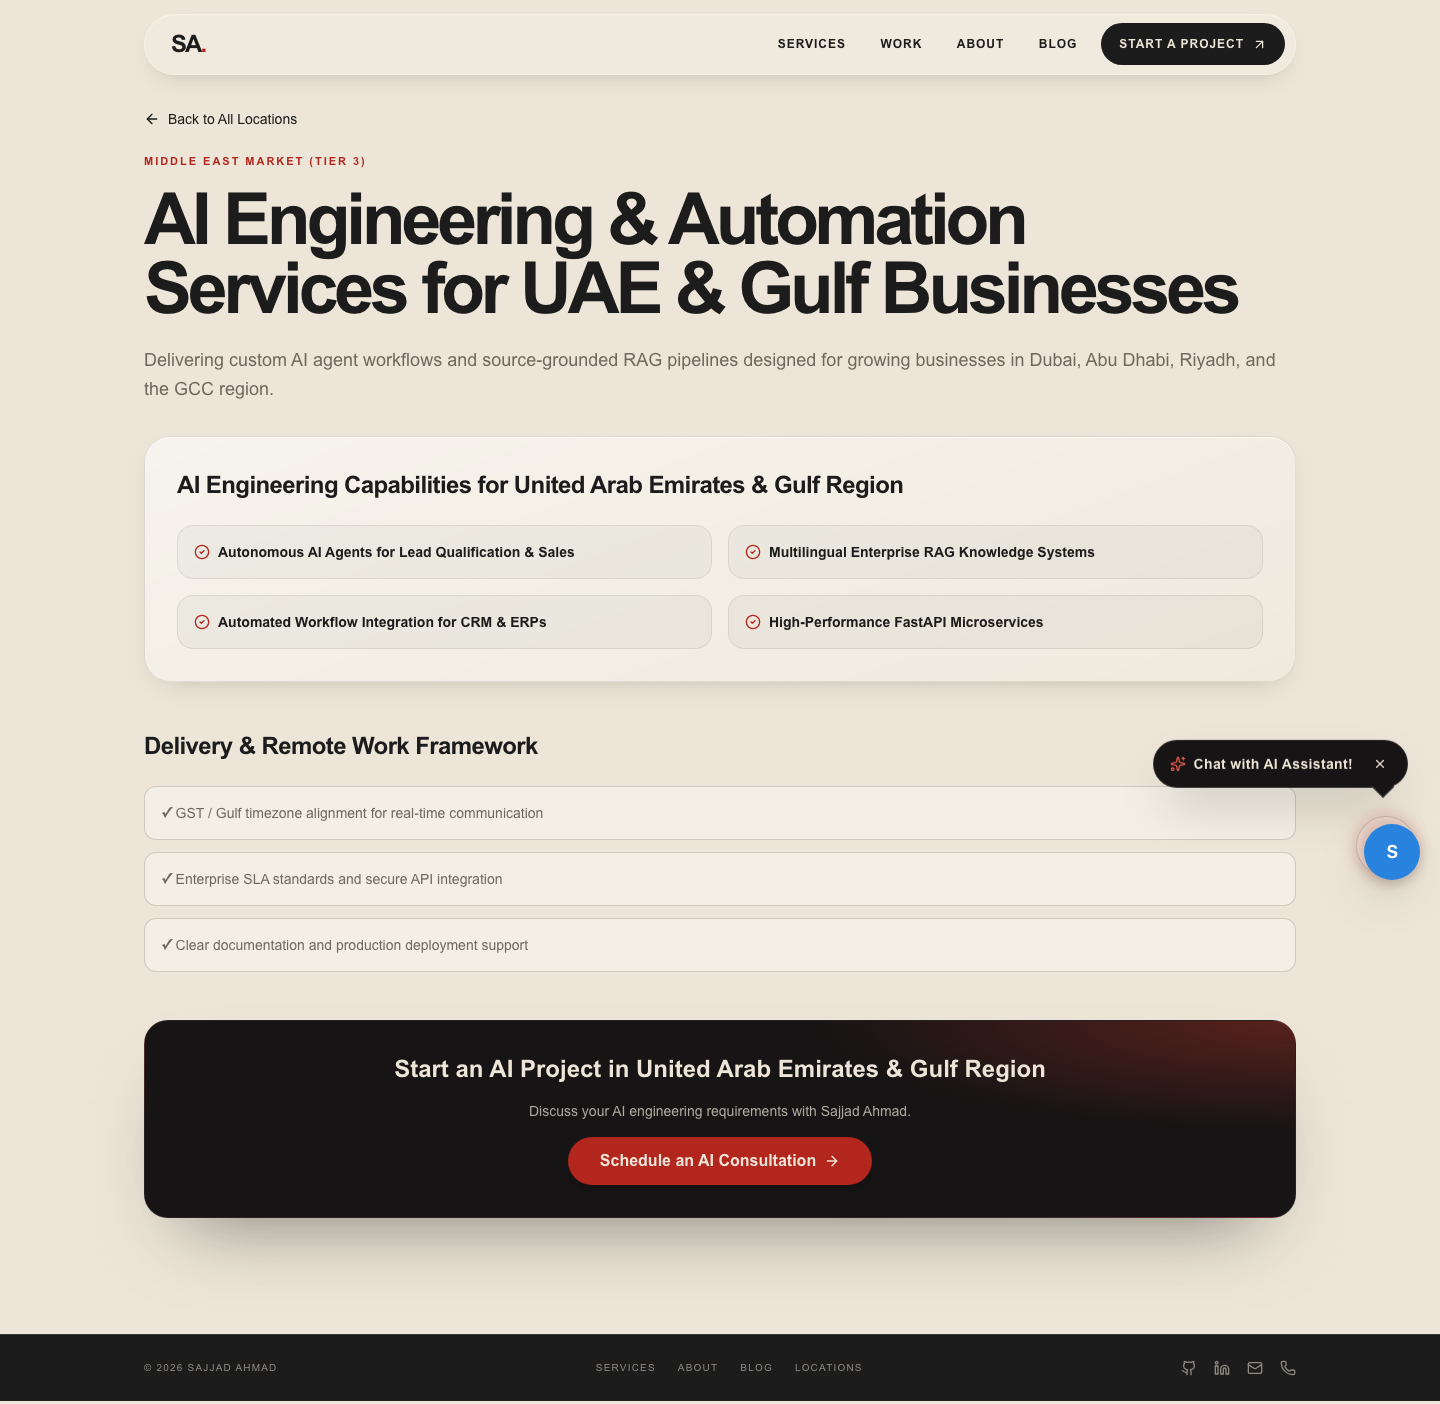 SA.
SERVICES
WORK
ABOUT
BLOG
START A PROJECT
Back to All Locations
MIDDLE EAST MARKET (TIER 3)
AI Engineering & Automation
Services for UAE & Gulf Businesses
Delivering custom AI agent workflows and source-grounded RAG pipelines designed for growing businesses in Dubai, Abu Dhabi, Riyadh, and
the GCC region.
AI Engineering Capabilities for United Arab Emirates & Gulf Region
Autonomous AI Agents for Lead Qualification & Sales
Multilingual Enterprise RAG Knowledge Systems
Automated Workflow Integration for CRM & ERPs
High-Performance FastAPI Microservices
Delivery & Remote Work Framework
Chat with AI Assistant!
✓ GST / Gulf timezone alignment for real-time communication
S
✓ Enterprise SLA standards and secure API integration
✓ Clear documentation and production deployment support
Start an AI Project in United Arab Emirates & Gulf Region
Discuss your AI engineering requirements with Sajjad Ahmad.
Schedule an AI Consultation
© 2026 SAJJAD AHMAD
SERVICES
ABOUT
BLOG
LOCATIONS